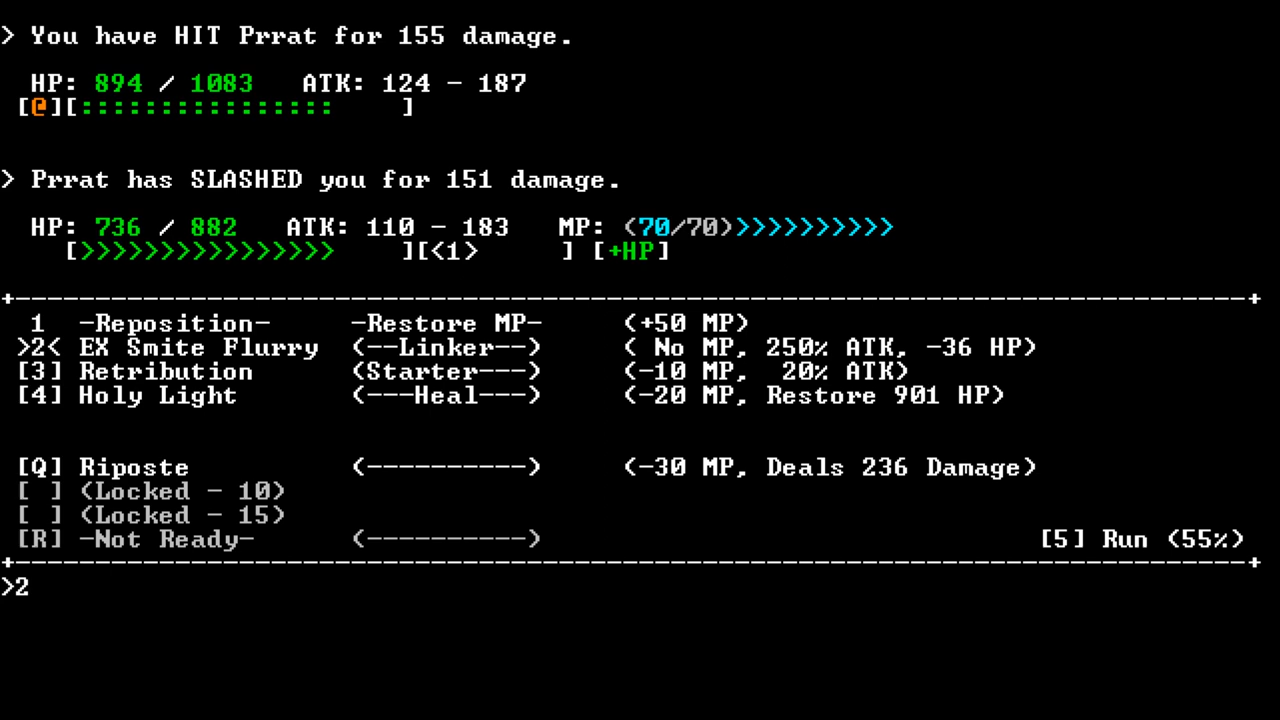 > You have HIT Prrat for 155 damage.
HP: 894 / 1083   ATK: 124 - 187
[@][::::::::::::::::    ]
> Prrat has SLASHED you for 151 damage.
HP: 736 / 882   ATK: 110 - 183   MP: (70/70)>>>>>>>>>>
[>>>>>>>>>>>>>>>>    ][<1>     ] [+HP]
+------------------------------------------------------------------------------+
1  -Reposition-     -Restore MP-     (+50 MP)
>2< EX Smite Flurry  (--Linker--)     ( No MP, 250% ATK, -36 HP)
[3] Retribution      (Starter---)     (-10 MP,  20% ATK)
[4] Holy Light       (---Heal---)     (-20 MP, Restore 901 HP)
[Q] Riposte          (----------)     (-30 MP, Deals 236 Damage)
[ ] (Locked - 10)
[ ] (Locked - 15)
[R] -Not Ready-      (----------)                               [5] Run (55%)
+------------------------------------------------------------------------------+
>2